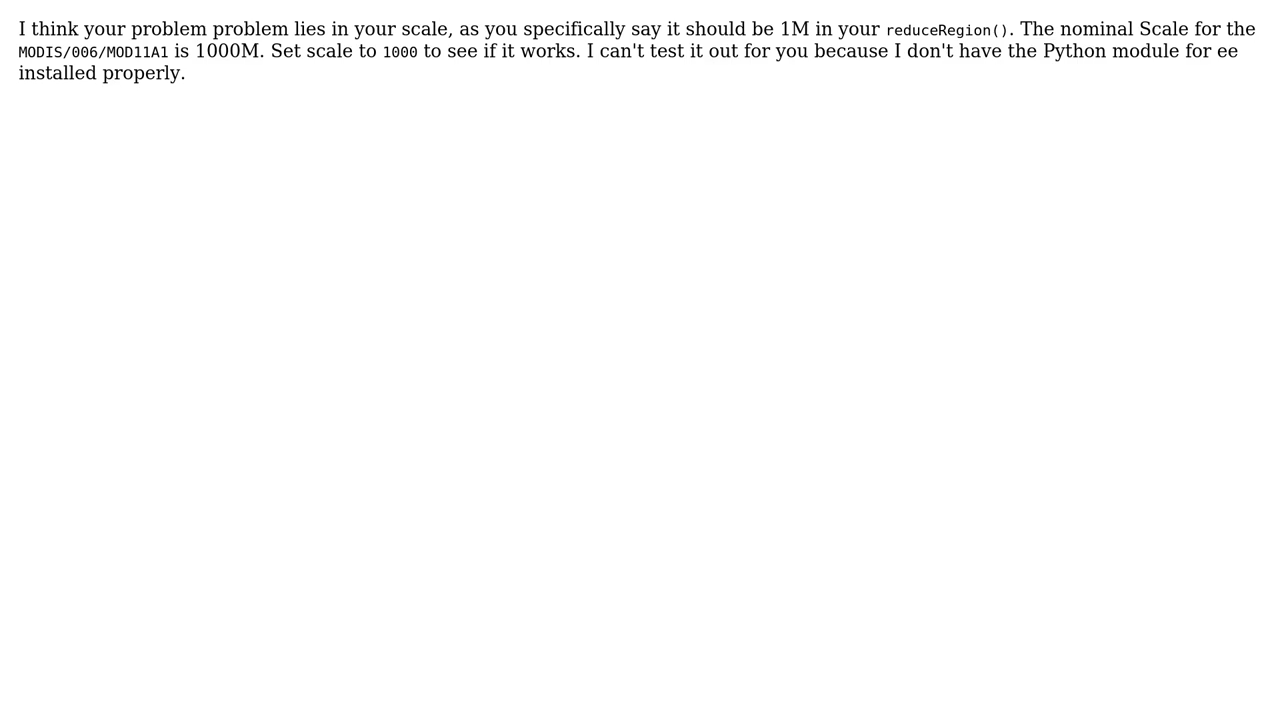 I think your problem problem lies in your scale, as you specifically say it should be 1M in your reduceRegion(). The nominal Scale for the
MODIS/006/MOD11A1 is 1000M. Set scale to 1000 to see if it works. I can't test it out for you because I don't have the Python module for ee
installed properly.